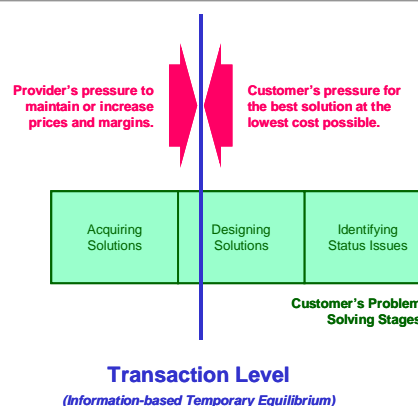 Provider's pressure to
maintain or increase
prices and margins.
Customer's pressure for
the best solution at the
lowest cost possible.
Acquiring
Solutions
Designing
Solutions
Identifying
Status Issues
Customer's Problem
Solving Stages
Transaction Level
(Information-based Temporary Equilibrium)